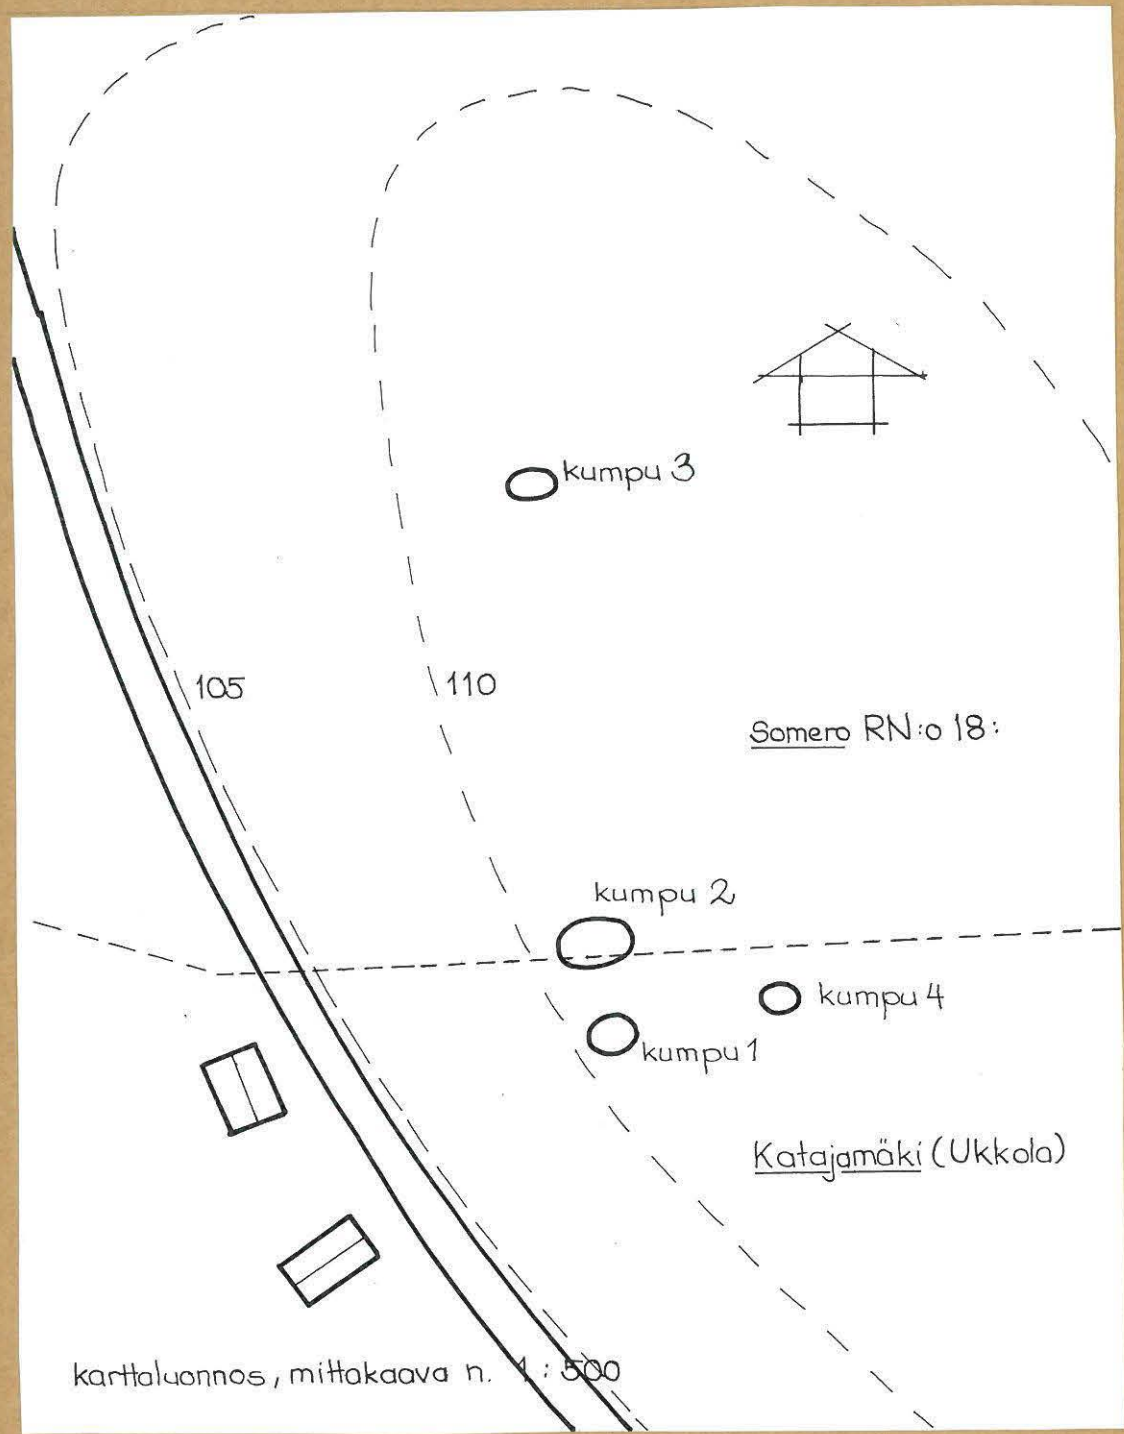 kumpu 3
105
110
Somero RN:o 18:
kumpu 2
kumpu 4
kumpu 1
Katajamäki (Ukkola)
karttaluonnos, mittakaava n. 1 : 500